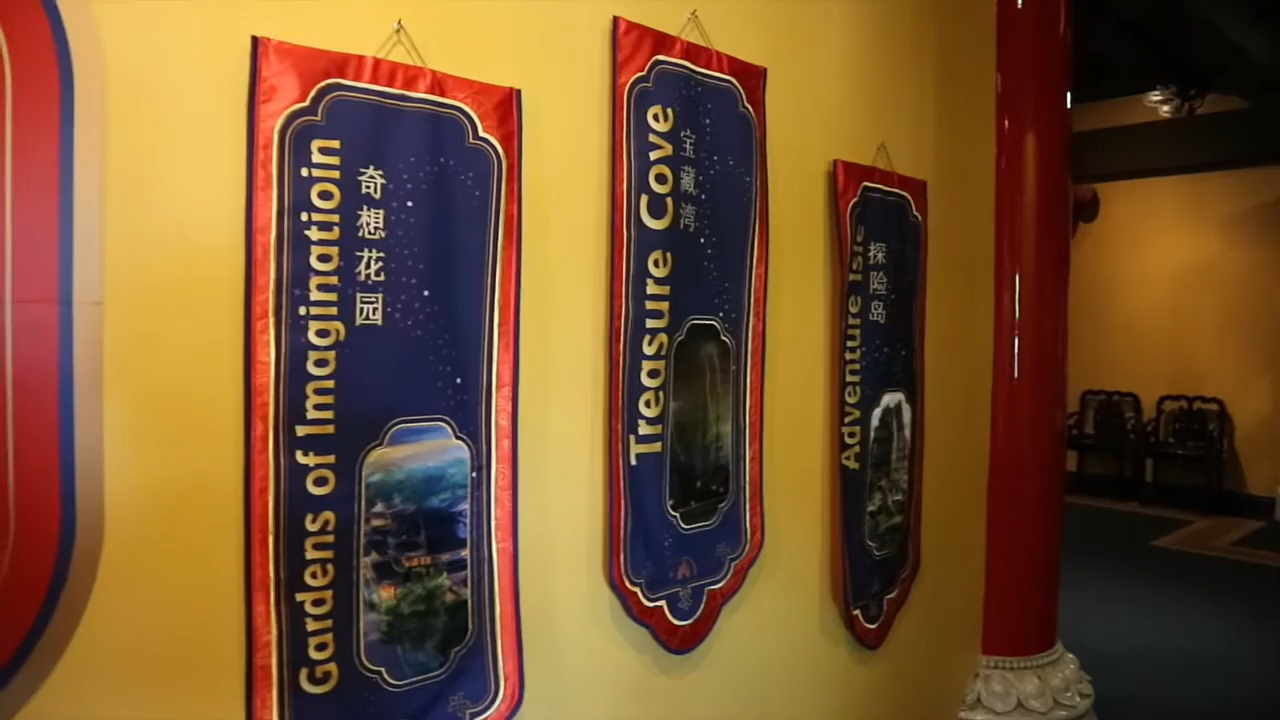 Gardens of Imaginatioin
奇想花园
Treasure Cove
宝藏湾
Adventure Isle
探险岛